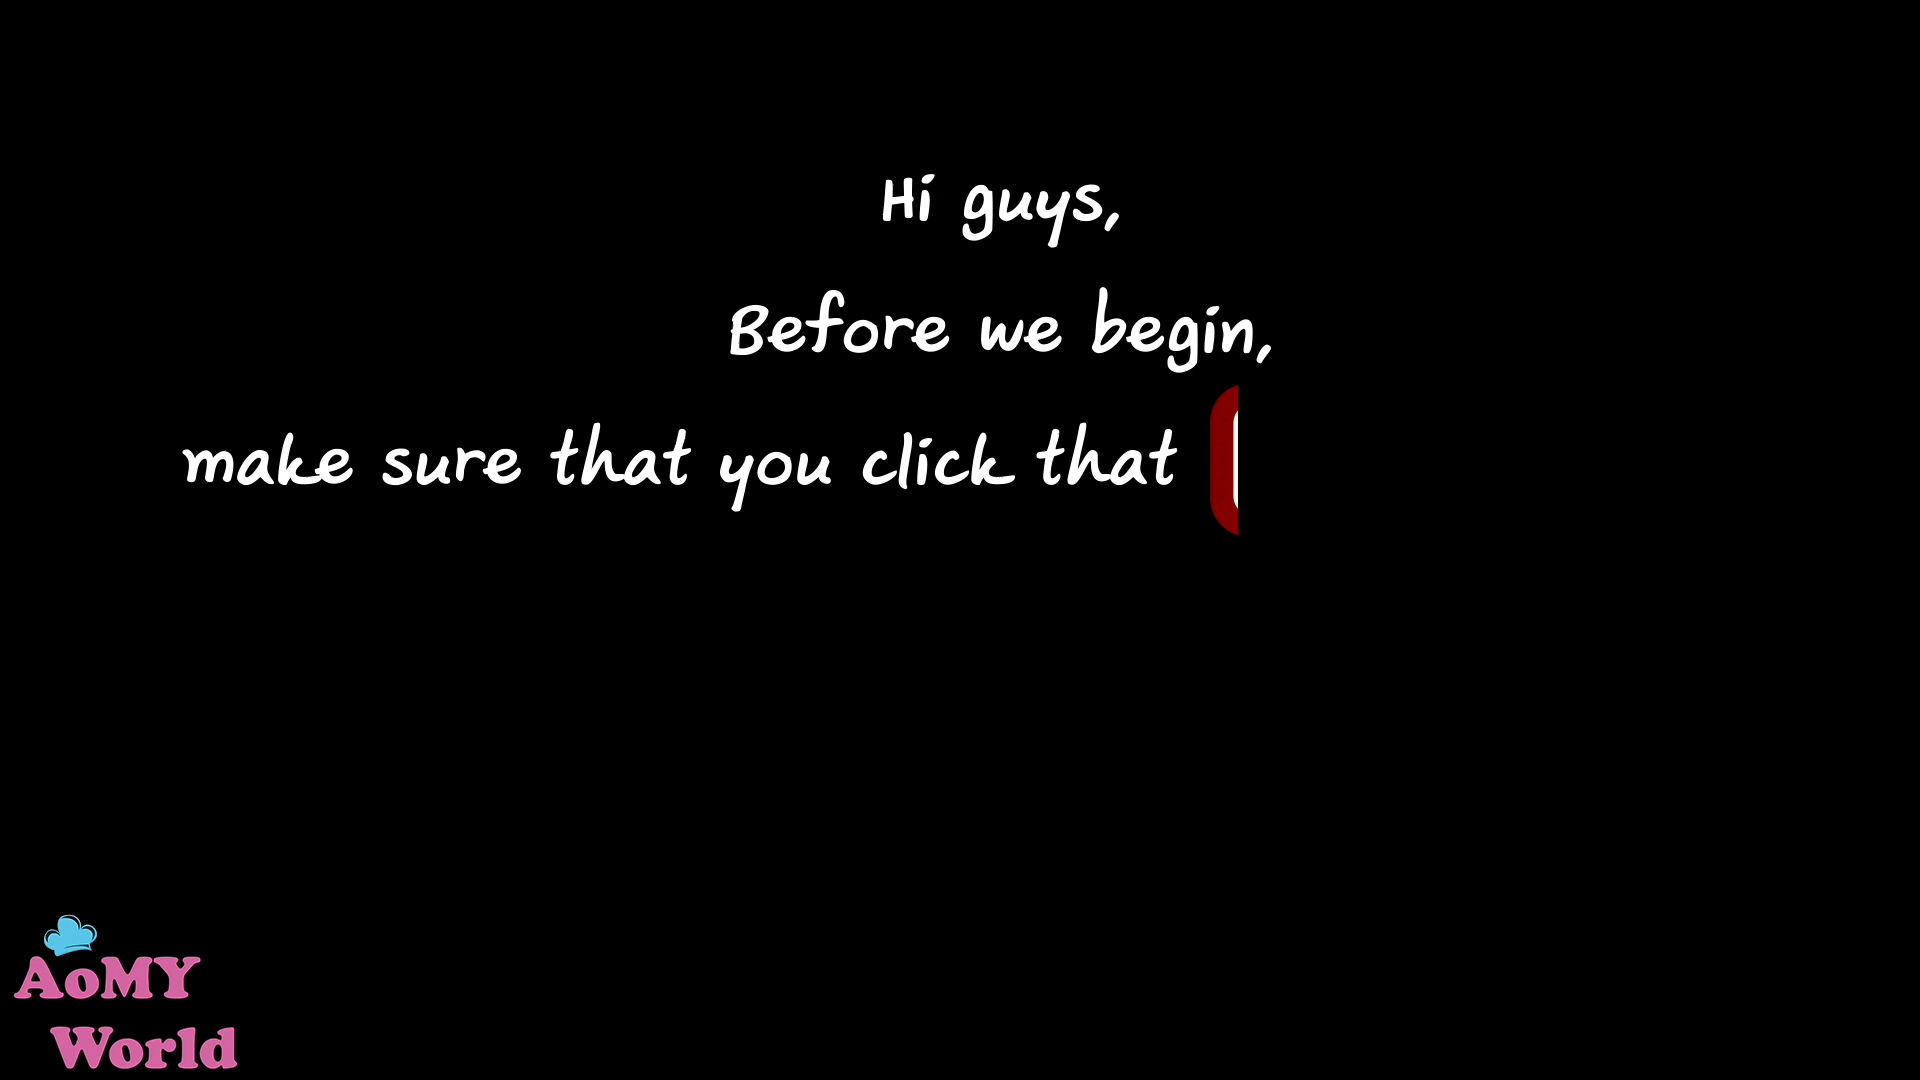 Hi guys,
Before we begin,
make sure that you click that
AoMY
World